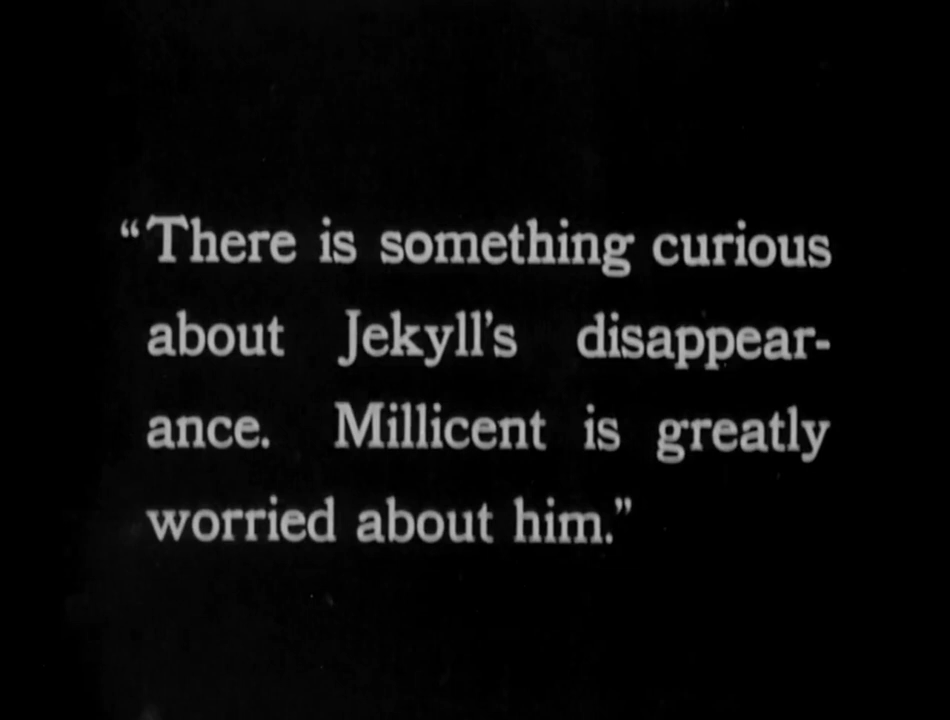 “There is something curious
about Jekyll’s disappear-
ance. Millicent is greatly
worried about him.”